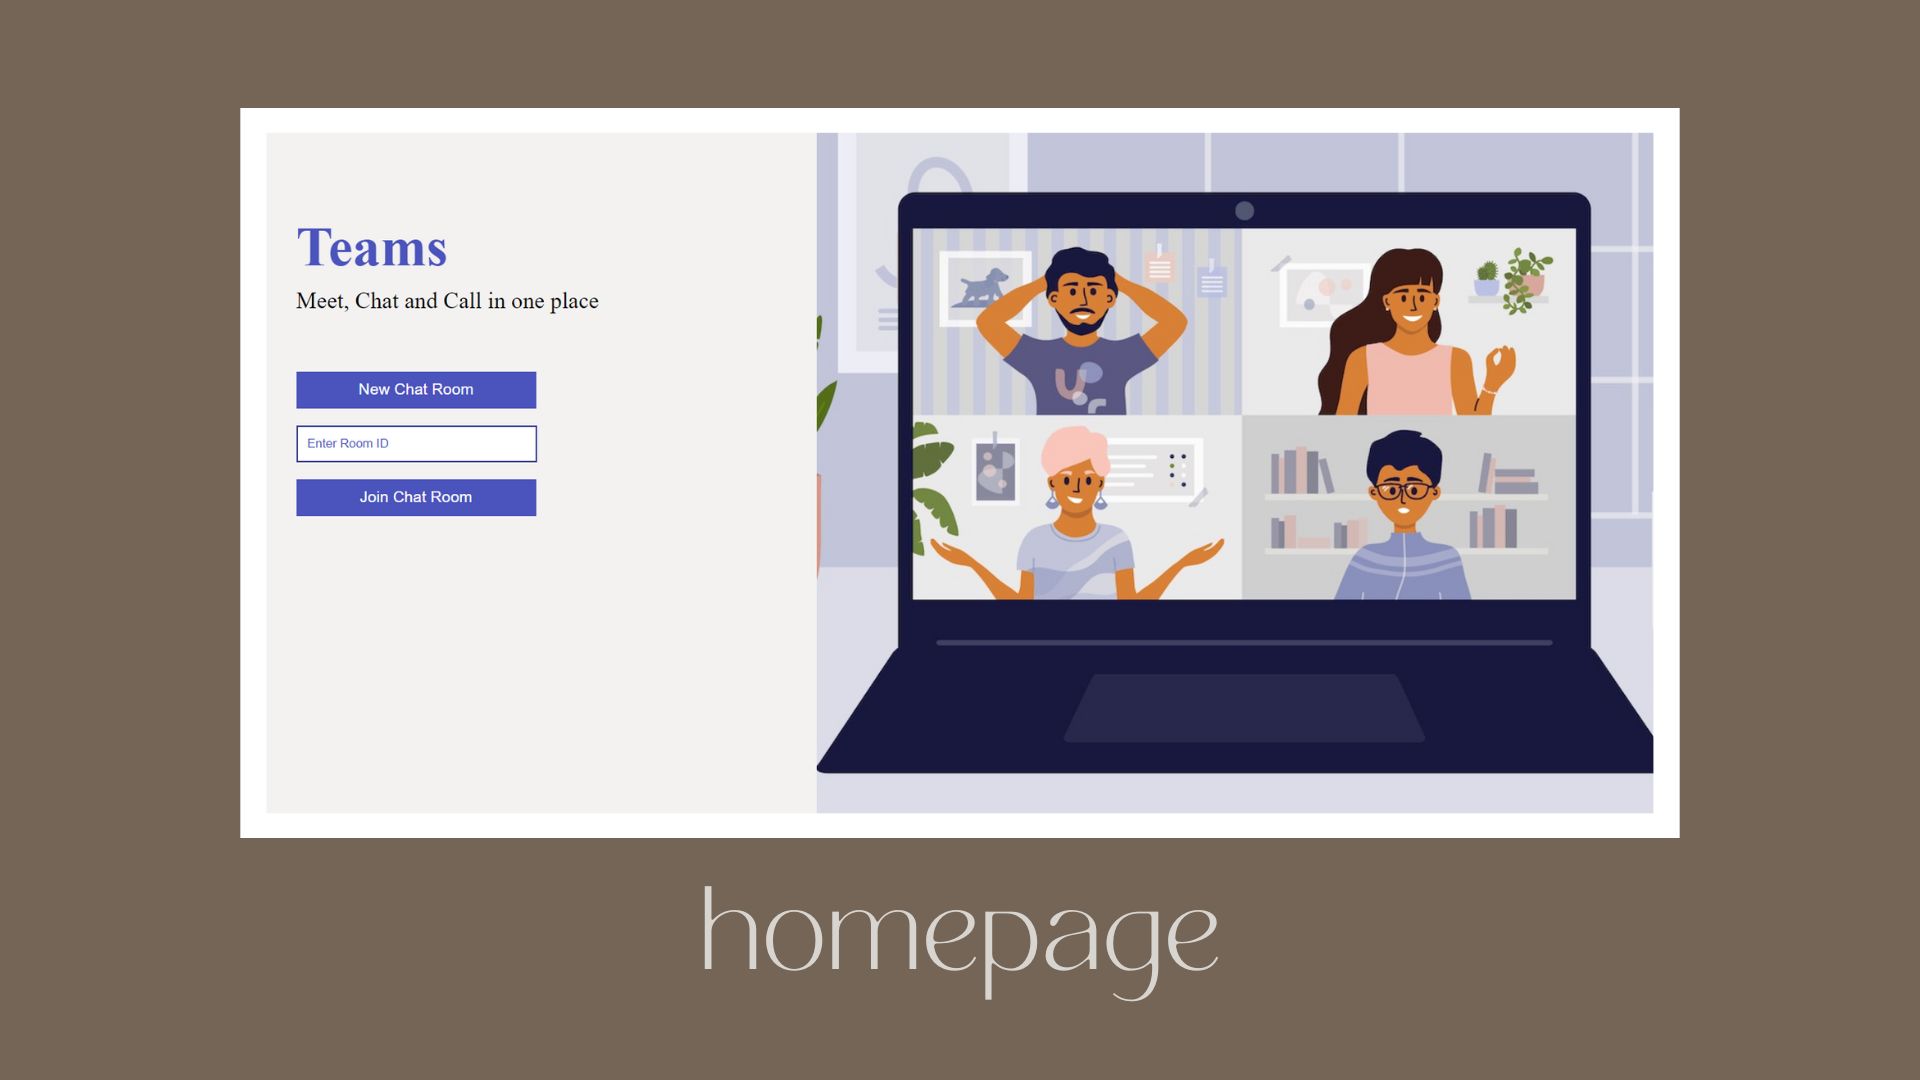 Teams
Meet, Chat and Call in one place
New Chat Room
Enter Room ID
Join Chat Room
homepage